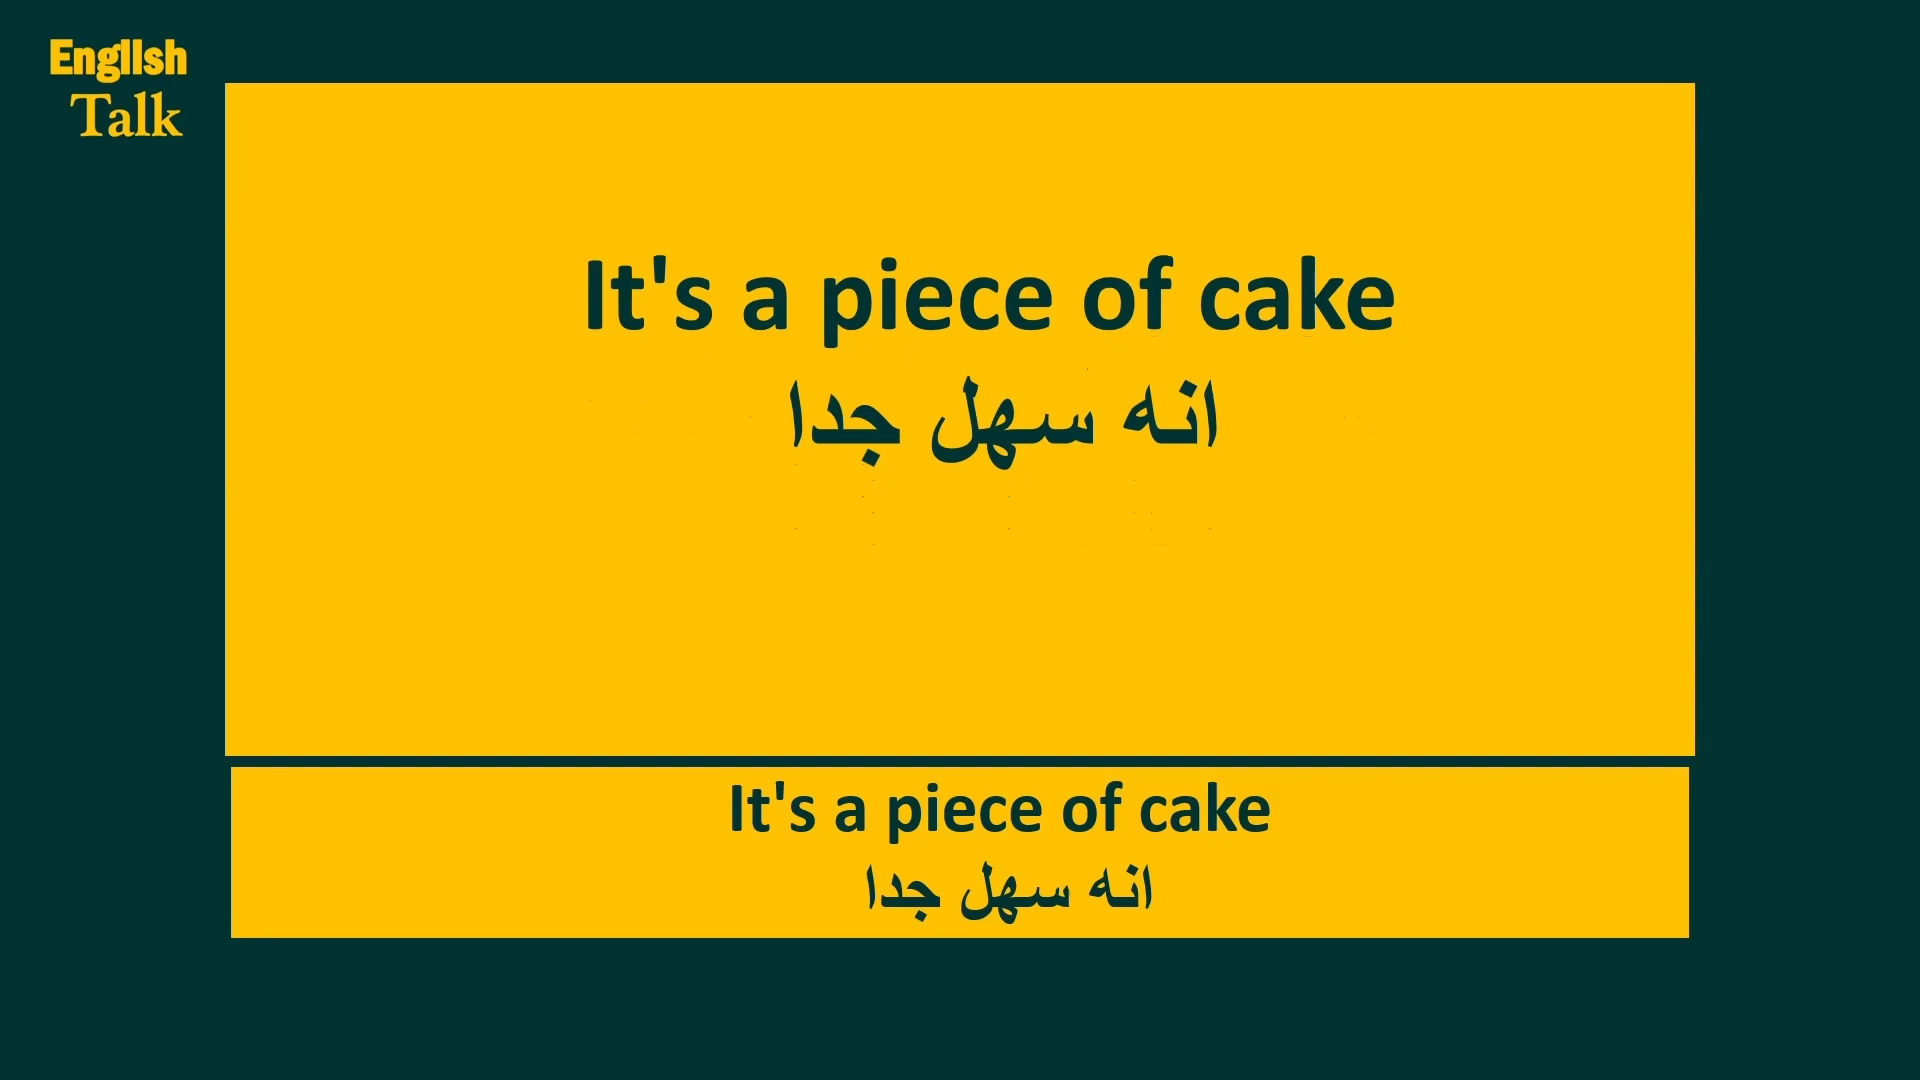 English
Talk
It's a piece of cake
انه سهل جدا
It's a piece of cake
انه سهل جدا